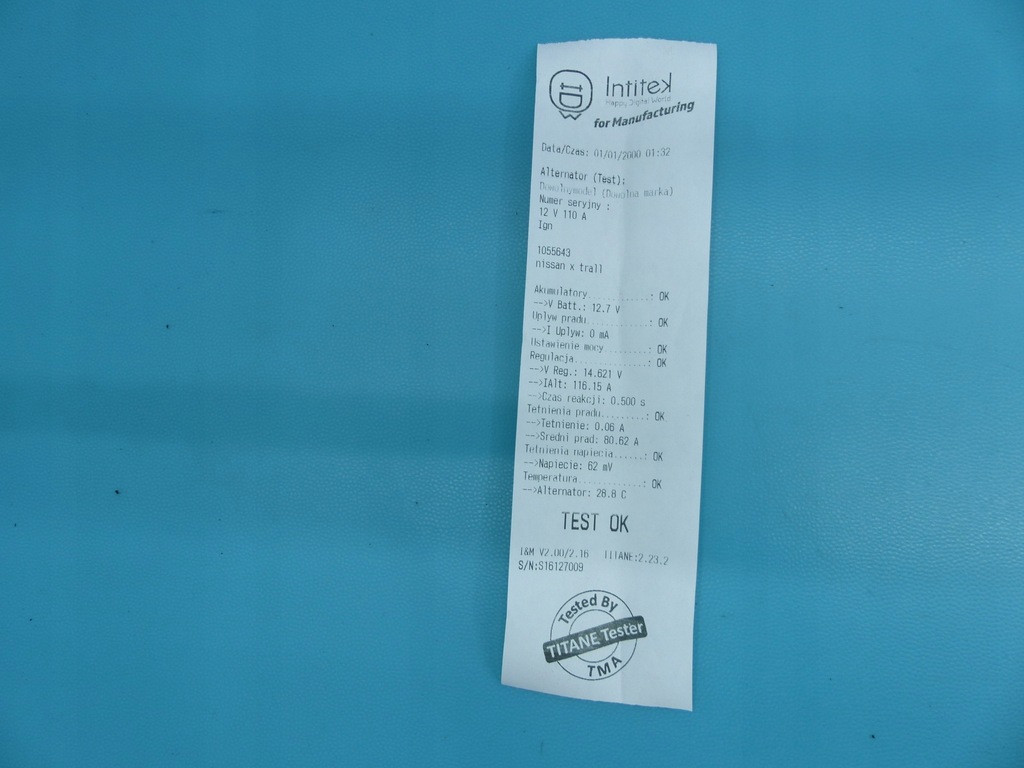 Intitek
Happy Digital World
for Manufacturing
Data/Czas: 01/01/2000 01:32
Alternator (Test):
Dowolnymodel (Dowolna marka)
Numer seryjny :
12 V 110 A
Ign
1055643
nissan x trall
Akumulatory............: OK
-->V Batt.: 12.7 V
Uplyw pradu............: OK
-->I Uplyw: 0 mA
Ustawienie mocy........: OK
Regulacja..............: OK
-->V Reg.: 14.621 V
-->IAlt: 116.15 A
-->Czas reakcji: 0.500 s
Tetnienia pradu........: OK
-->Tetnienie: 0.06 A
-->Sredni prad: 80.62 A
Tetnienia napiecia.....: OK
-->Napiecie: 62 mV
Temperatura............: OK
-->Alternator: 28.8 C
TEST OK
I&M V2.00/2.16 TITANE:2.23.2
S/N:S16127009
Tested By
TITANE Tester
TMA